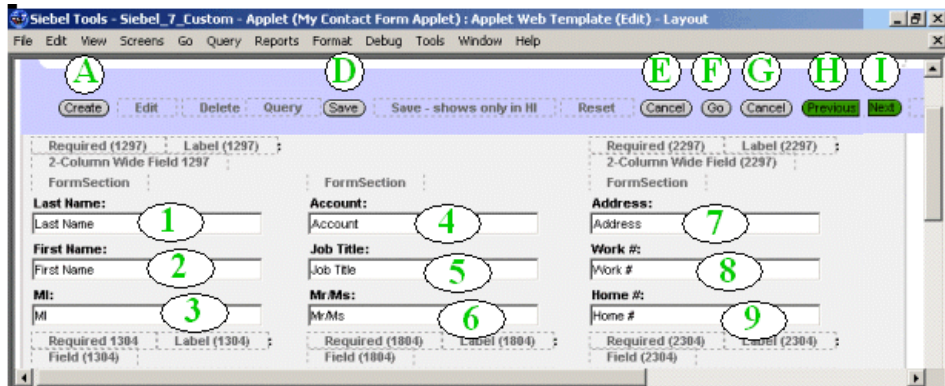 Siebel Tools - Siebel_7_Custom - Applet (My Contact Form Applet) : Applet Web Template (Edit) - Layout
File Edit View Screens Go Query Reports Format Debug Tools Window Help
A D E F G H I
Create Edit Delete Query Save Save - shows only in HI Reset Cancel Go Cancel Previous Next
Required (1297) Label (1297) : Required (2297) Label (2297) :
2-Column Wide Field 1297 2-Column Wide Field (2297)
FormSection FormSection FormSection
Last Name: Account: Address:
Last Name 1 Account 4 Address 7
First Name: Job Title: Work #:
First Name 2 Job Title 5 Work # 8
MI: Mr/Ms: Home #:
MI 3 Mr/Ms 6 Home # 9
Required 1304 Label (1304) : Required (1804) Label (1804) : Required (2304) Label (2304) :
Field (1304) Field (1804) Field (2304)